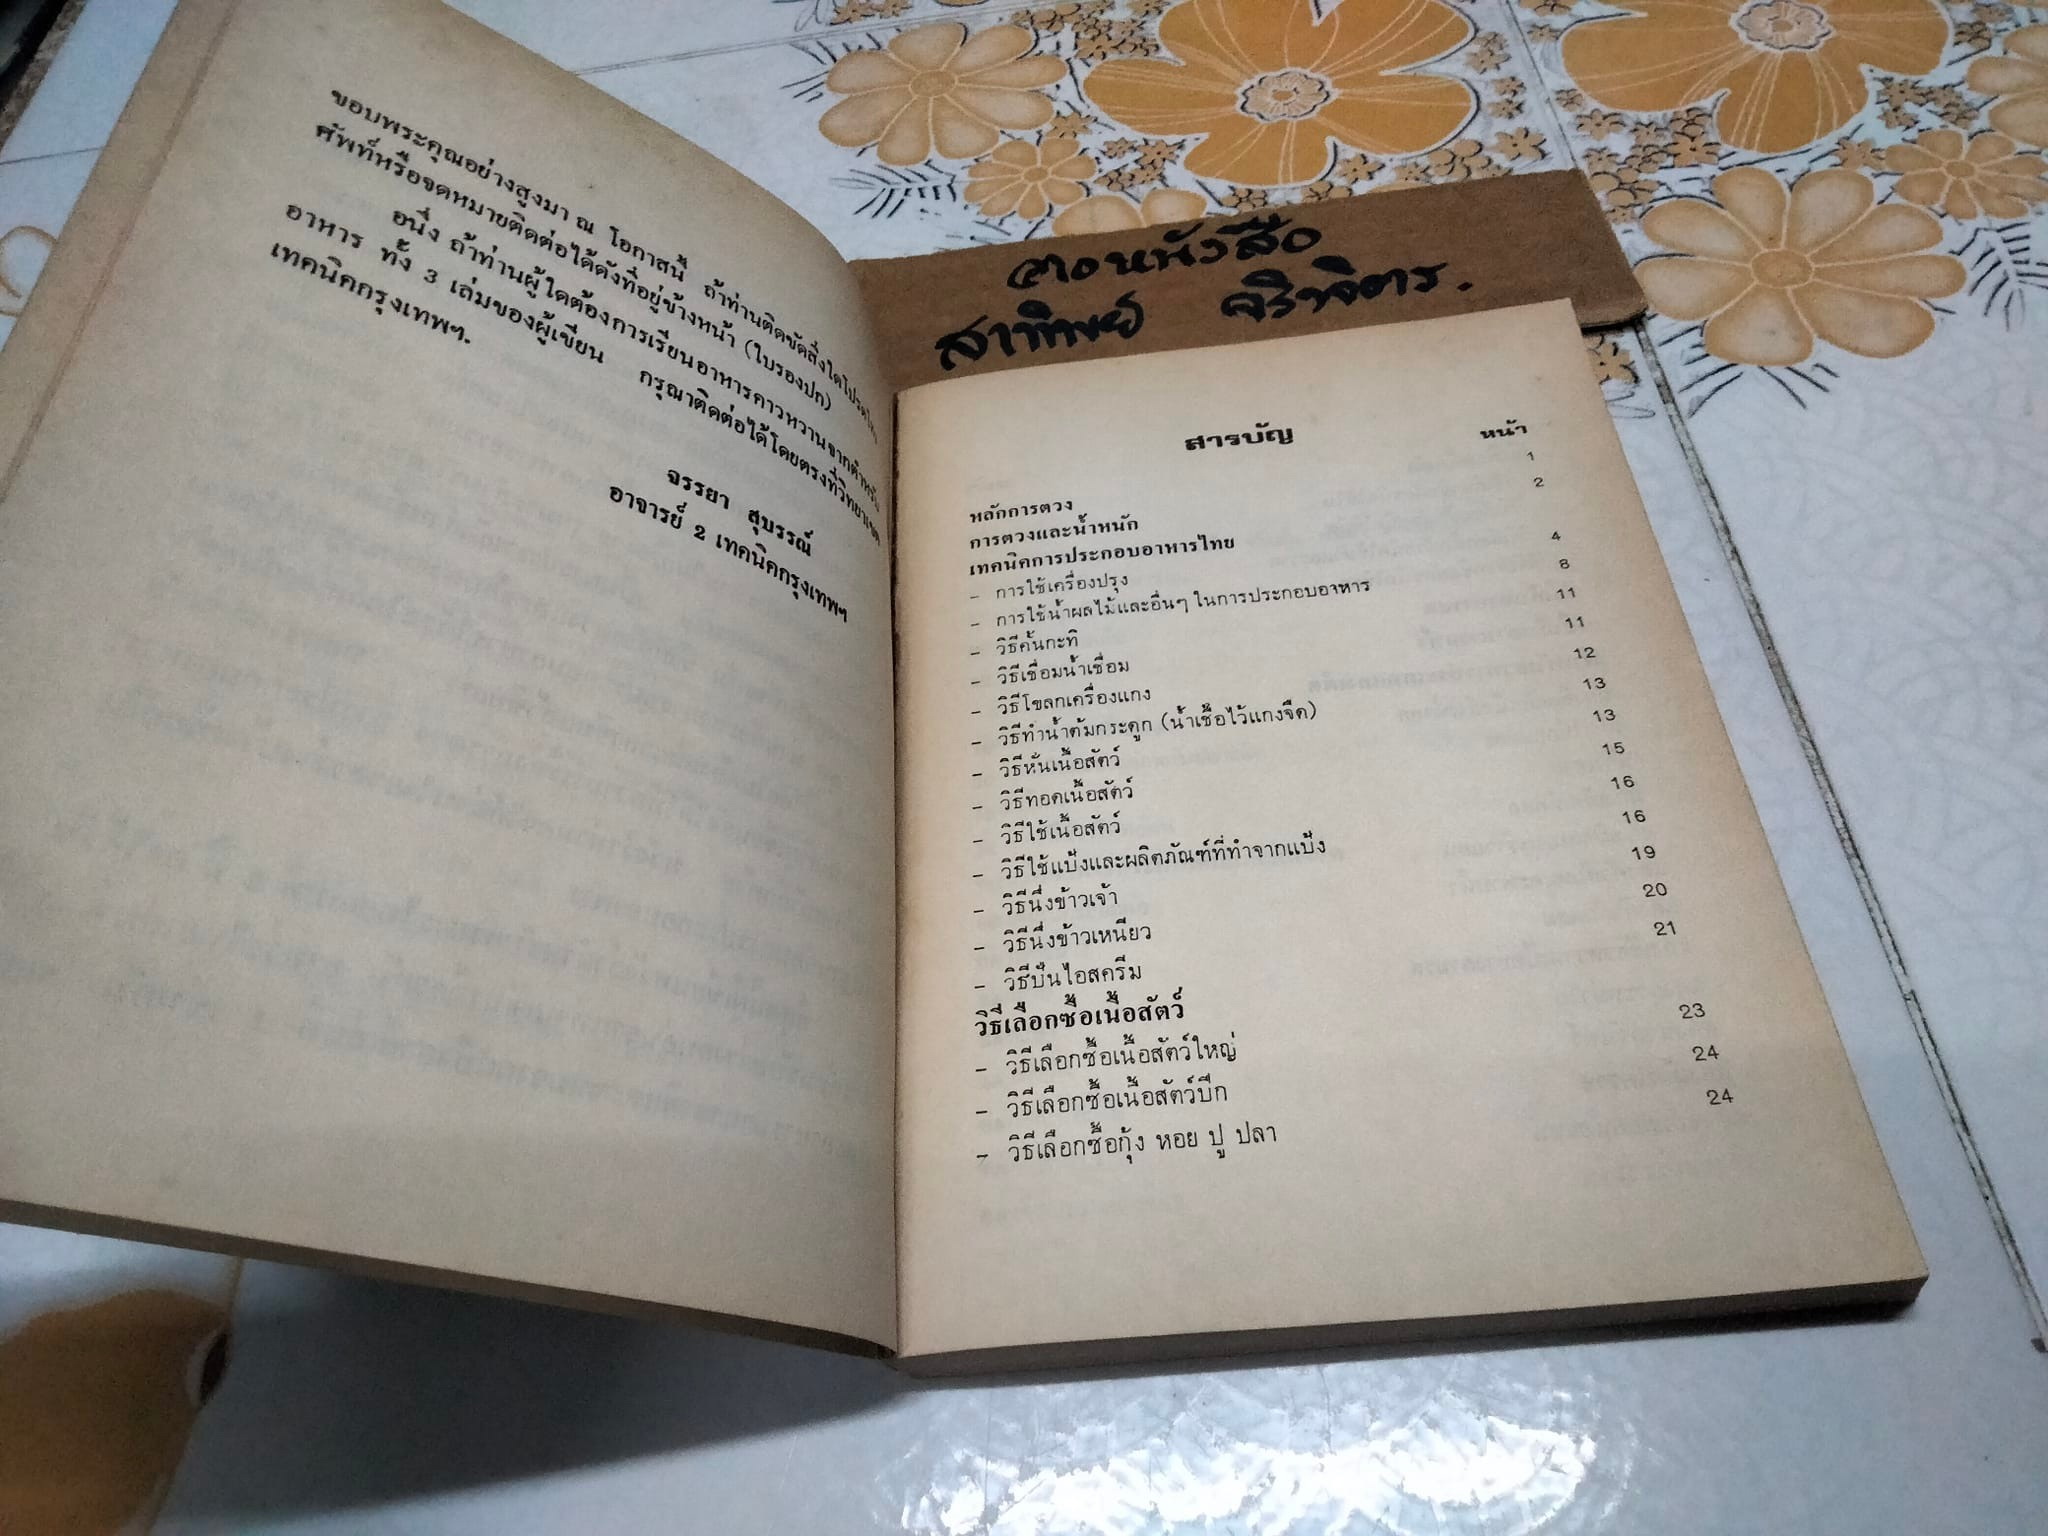 ขอบพระคุณอย่างสูงมา ณ โอกาสนี้ ถ้าท่านติดขัดสิ่งใดโปรดโทร
ศัพท์หรือจดหมายติดต่อได้ดังที่อยู่ข้างหน้า (ใบรองปก)
อนึ่ง ถ้าท่านผู้ใดต้องการเรียนอาหารคาวหวานจากตำหรับ
อาหาร ทั้ง 3 เล่มของผู้เขียน กรุณาติดต่อได้โดยตรงที่วิทยาเขต
เทคนิคกรุงเทพฯ.
จรรยา สุบรรณ์
อาจารย์ 2 เทคนิคกรุงเทพฯ
สาทิพย์
สารบัญ
หน้า
หลักการตวง 1
การตวงและน้ำหนัก 2
เทคนิคการประกอบอาหารไทย
- การใช้เครื่องปรุง 4
- การใช้น้ำผลไม้และอื่นๆ ในการประกอบอาหาร 8
- วิธีคั้นกะทิ 11
- วิธีเชื่อมน้ำเชื่อม 11
- วิธีโขลกเครื่องแกง 12
- วิธีทำน้ำต้มกระดูก (น้ำเชื้อไว้แกงจืด) 13
- วิธีหั่นเนื้อสัตว์ 13
- วิธีทอดเนื้อสัตว์ 15
- วิธีใช้เนื้อสัตว์ 16
- วิธีใช้แป้งและผลิตภัณฑ์ที่ทำจากแป้ง 16
- วิธีนึ่งข้าวเจ้า 19
- วิธีนึ่งข้าวเหนียว 20
- วิธีปั่นไอสครีม 21
วิธีเลือกซื้อเนื้อสัตว์
- วิธีเลือกซื้อเนื้อสัตว์ใหญ่ 23
- วิธีเลือกซื้อเนื้อสัตว์ปีก 24
- วิธีเลือกซื้อกุ้ง หอย ปู ปลา 24